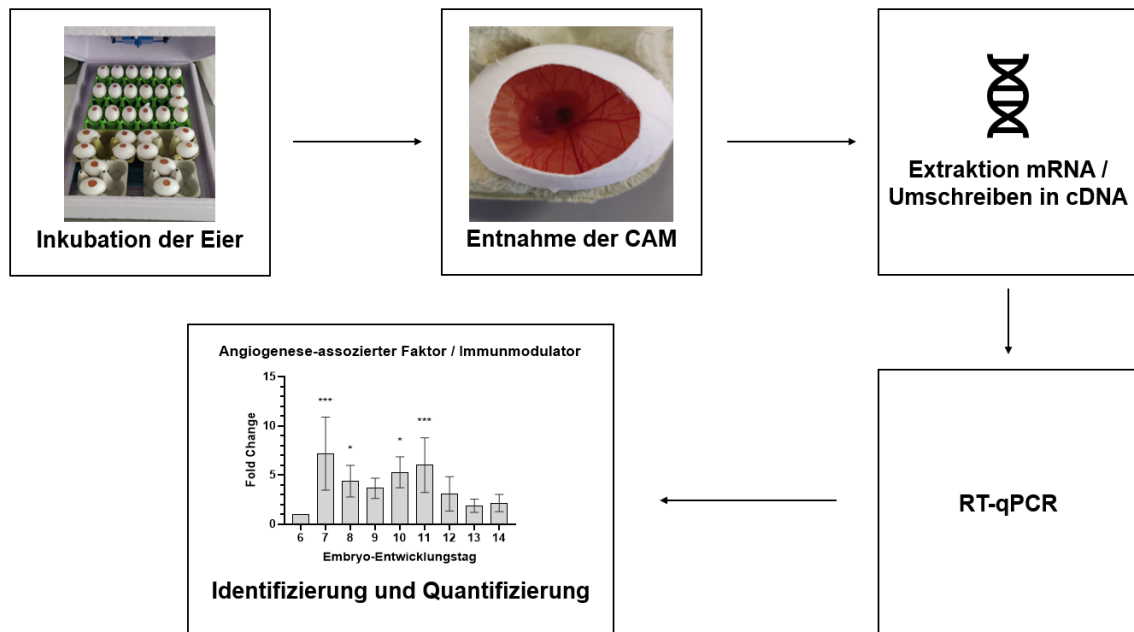 Inkubation der Eier
Entnahme der CAM
Extraktion mRNA /
Umschreiben in cDNA
RT-qPCR
Angiogenese-assoziierter Faktor / Immunmodulator
Fold Change
15
10
5
0
***
*
*
***
6 7 8 9 10 11 12 13 14
Embryo-Entwicklungstag
Identifizierung und Quantifizierung